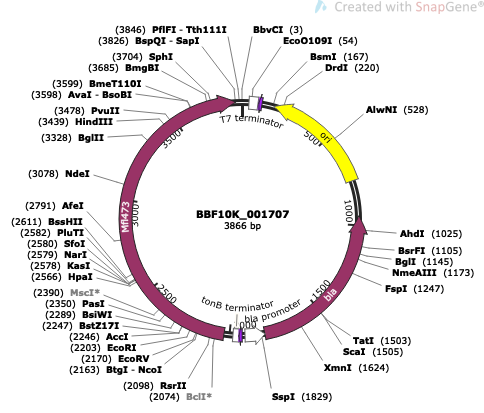 Created with SnapGene®
(3846) PflFI - Tth111I
(3826) BspQI - SapI
(3704) SphI
(3685) BmgBI
(3599) BmeT110I
(3598) AvaI - BsoBI
(3478) PvuII
(3439) HindIII
(3328) BglII
(3078) NdeI
(2791) AfeI
(2611) BssHII
(2582) PluTI
(2580) SfoI
(2579) NarI
(2578) KasI
(2566) HpaI
(2390) MscI*
(2350) PasI
(2289) BsiWI
(2247) BstZ17I
(2246) AccI
(2203) EcoRI
(2170) EcoRV
(2163) BtgI - NcoI
(2098) RsrII
(2074) BclI*
BbvCI (3)
EcoO109I (54)
BsmI (167)
DrdI (220)
AlwNI (528)
AhdI (1025)
BsrFI (1105)
BglI (1145)
NmeAIII (1173)
FspI (1247)
TatI (1503)
ScaI (1505)
XmnI (1624)
SspI (1829)
T7 terminator
ori
500
1000
1500
bla
bla promoter
tonB terminator
2500
3000
3500
Mfl473
BBF10K_001707
3866 bp